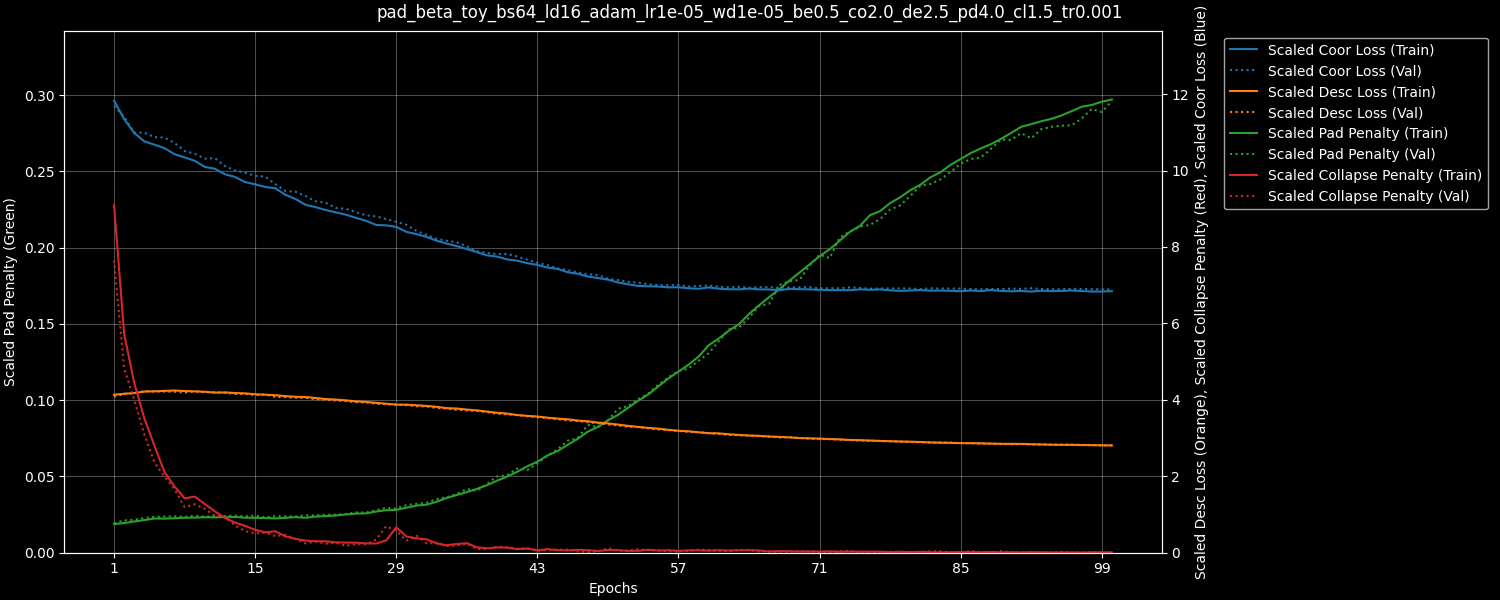 pad_beta_toy_bs64_ld16_adam_lr1e-05_wd1e-05_be0.5_co2.0_de2.5_pd4.0_cl1.5_tr0.001
Scaled Pad Penalty (Green)
0.30
0.25
0.20
0.15
0.10
0.05
0.00
1
15
29
43
57
71
85
99
Epochs
12
10
8
6
4
2
0
Scaled Desc Loss (Orange), Scaled Collapse Penalty (Red), Scaled Coor Loss (Blue)
Scaled Coor Loss (Train)
Scaled Coor Loss (Val)
Scaled Desc Loss (Train)
Scaled Desc Loss (Val)
Scaled Pad Penalty (Train)
Scaled Pad Penalty (Val)
Scaled Collapse Penalty (Train)
Scaled Collapse Penalty (Val)